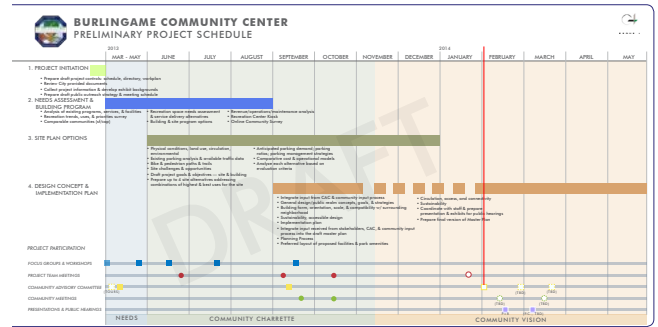 BURLINGAME COMMUNITY CENTER
PRELIMINARY PROJECT SCHEDULE
2013
2014
MAR - MAY
JUNE
JULY
AUGUST
SEPTEMBER
OCTOBER
NOVEMBER
DECEMBER
JANUARY
FEBRUARY
MARCH
APRIL
MAY
1. PROJECT INITIATION
• Prepare draft project controls, schedule, directory, workplan
• Review City provided documents
• Collect project information & develop exhibit backgrounds
• Prepare draft public outreach strategy & meeting schedule
2. NEEDS ASSESSMENT &
BUILDING PROGRAM
• Analysis of existing programs, services, & facilities
• Recreation trends, uses, & priorities survey
• Comparable communities
• Recreation space needs assessment
& service delivery alternatives
• Building & site program options
• Revenue/operations/maintenance analysis
• Recreation Center Kiosk
• Online Community Survey
3. SITE PLAN OPTIONS
• Physical conditions, land use, circulation,
environmental
• Existing parking analysis & available traffic data
• Bike & pedestrian paths & trails
• Site challenges & opportunities
• Draft project goals & objectives — site & building
• Prepare up to 4 site alternatives addressing
combinations of highest & best uses for the site
• Anticipated parking demand/parking
ratios, parking management strategies
• Comparative cost & operational models
• Analyze each alternative based on
evaluation criteria
4. DESIGN CONCEPT &
IMPLEMENTATION PLAN
• Integrate input from CAC & community input process
• General design/public realm concepts, goals, & strategies
• Building form, orientation, scale, & compatibility w/ surrounding
neighborhood
• Sustainability, accessible design
• Implementation plan
• Integrate input received from stakeholders, CAC, & community input
process into the draft master plan
• Planning Process
• Preferred layout of proposed facilities & park amenities
• Circulation, access, and connectivity
• Sustainability
• Coordinate with staff & prepare
presentation & exhibits for public hearings
• Prepare final version of Master Plan
DRAFT
PROJECT PARTICIPATION
FOCUS GROUPS & WORKSHOPS
PROJECT TEAM MEETINGS
COMMUNITY ADVISORY COMMITTEE
(TBD)
(TBD)
COMMUNITY MEETINGS
(TBD)
(TBD)
PRESENTATIONS & PUBLIC HEARINGS
NEEDS
COMMUNITY CHARRETTE
COMMUNITY VISION